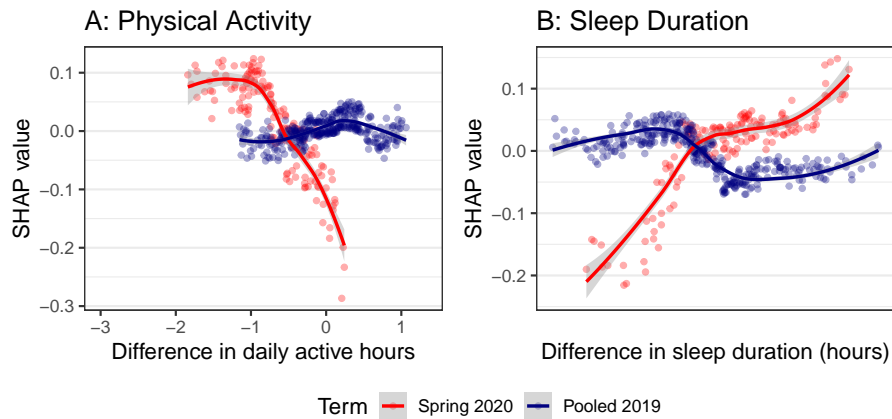 A: Physical Activity
SHAP value
0.1
0.0
−0.1
−0.2
−0.3
−3 −2 −1 0 1
Difference in daily active hours
B: Sleep Duration
SHAP value
0.1
0.0
−0.1
−0.2
Difference in sleep duration (hours)
Term Spring 2020 Pooled 2019